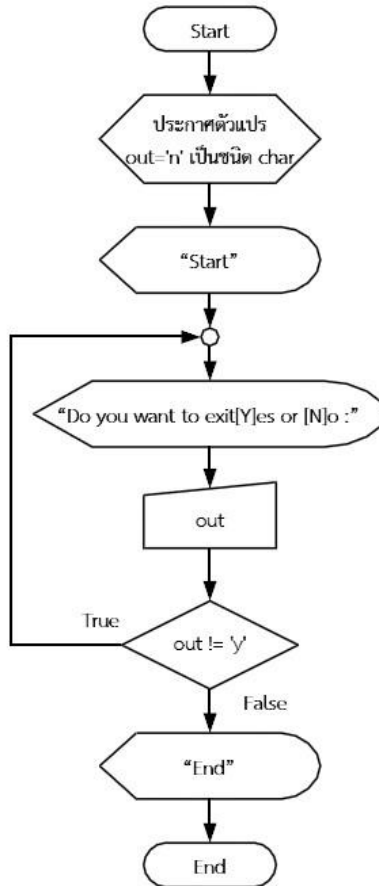 Start
ประกาศตัวแปร
out='n' เป็นชนิด char
“Start”
“Do you want to exit[Y]es or [N]o :”
out
True
out != 'y'
False
“End”
End